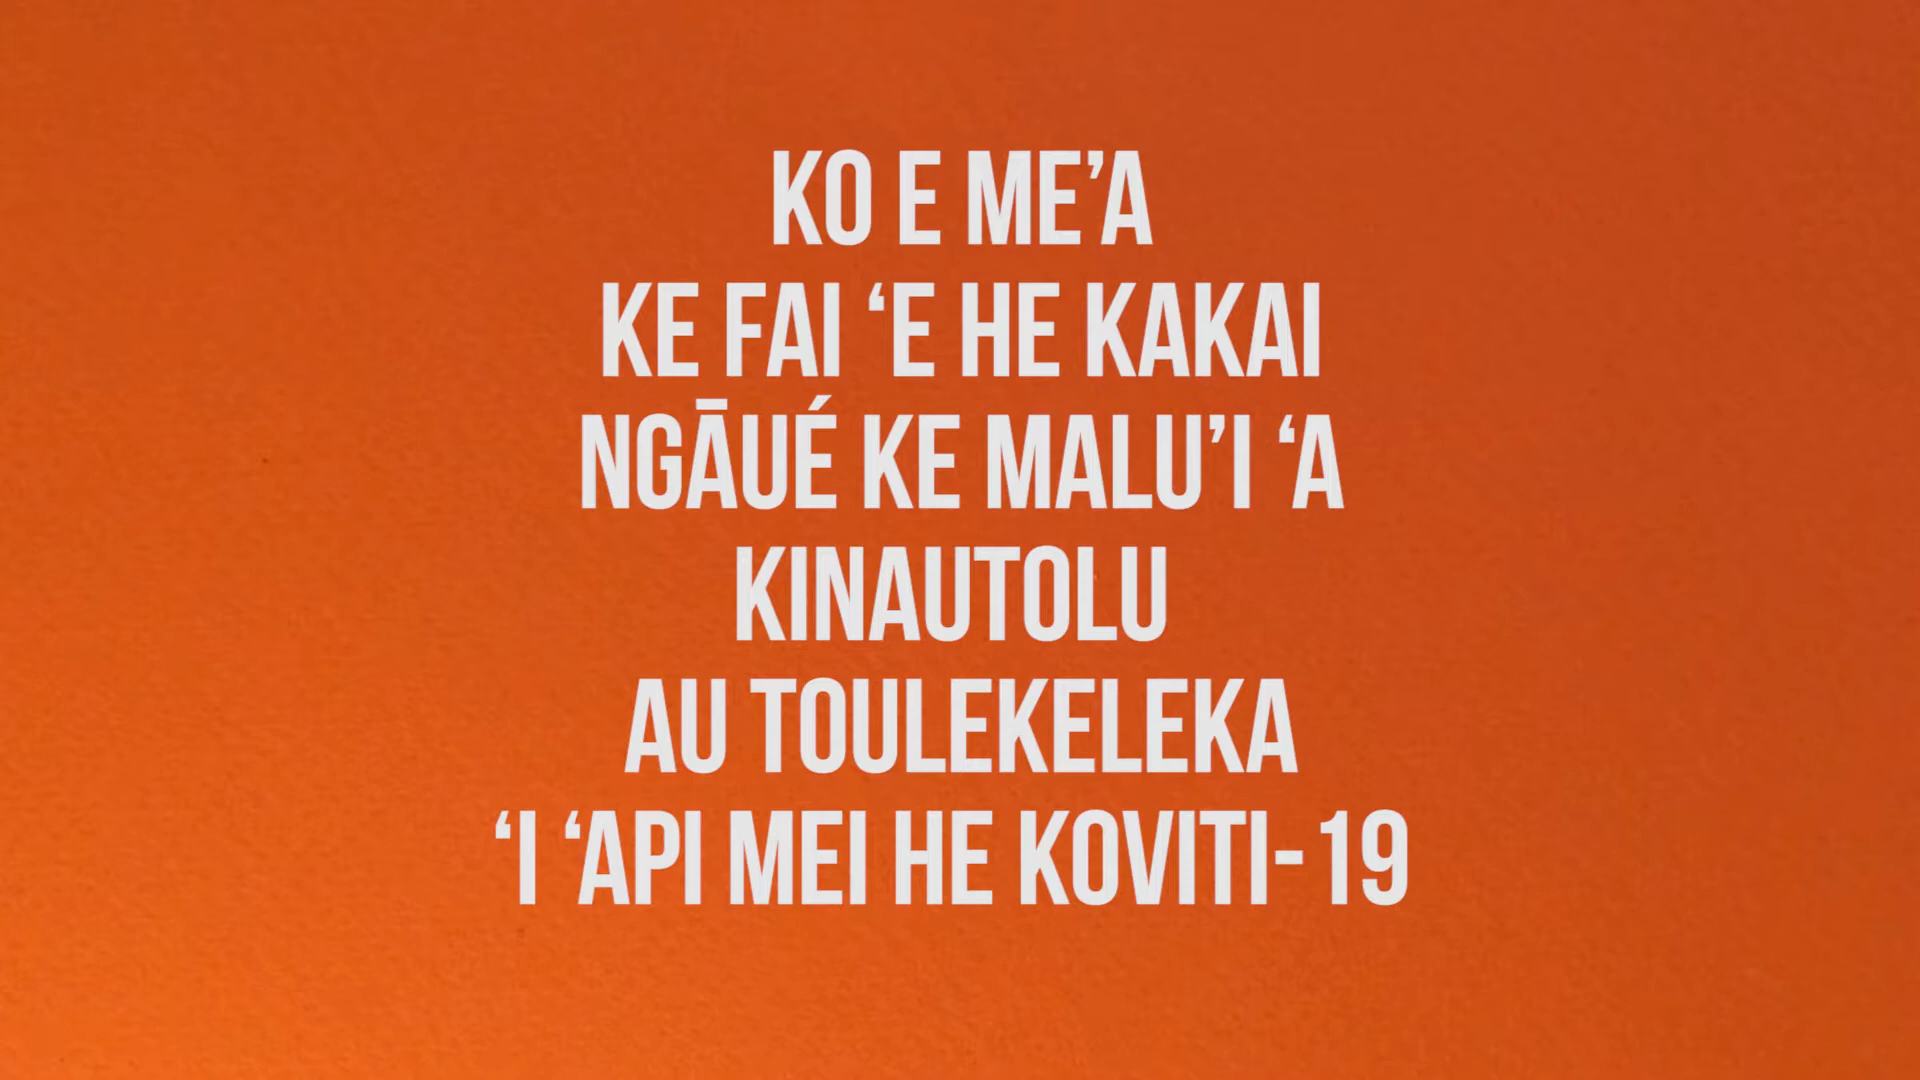 KO E ME’A
KE FAI ‘E HE KAKAI
NGĀUÉ KE MALU’I ‘A
KINAUTOLU
AU TOULEKELEKA
‘I ‘API MEI HE KOVITI-19